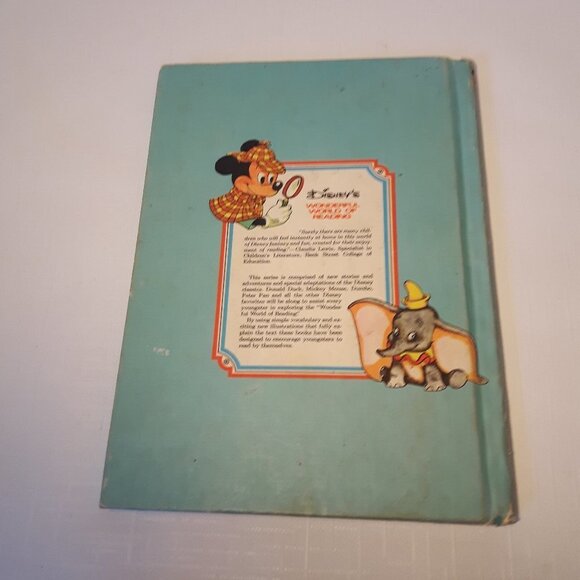 Disney's
WONDERFUL
WORLD OF
READING
"Surely there are many chil-
dren who will feel instantly at home in this world
of Disney fantasy and fun, created for their enjoy-
ment of reading" - Claudia Lewis, Specialist in
Children's Literature, Bank Street College of
Education.
This series is comprised of new stories and
adventures and special adaptations of the Disney
classics. Donald Duck, Mickey Mouse, Dumbo,
Peter Pan and all the other Disney
favorites will be along to assist every
youngster in exploring the "Wonder-
ful World of Reading."
By using simple vocabulary and ex-
citing new illustrations that fully ex-
plain the text these books have been
designed to encourage youngsters to
read by themselves.